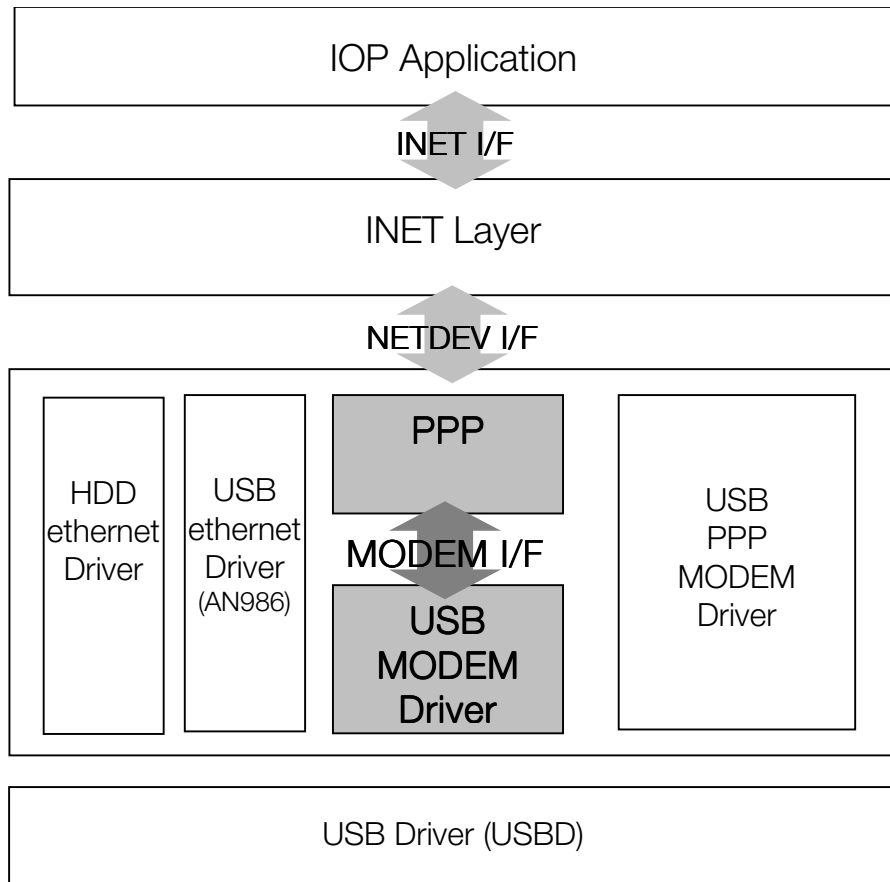 IOP Application
INET I/F
INET Layer
NETDEV I/F
HDD
ethernet
Driver
USB
ethernet
Driver
(AN986)
PPP
MODEM I/F
USB
MODEM
Driver
USB
PPP
MODEM
Driver
USB Driver (USBD)